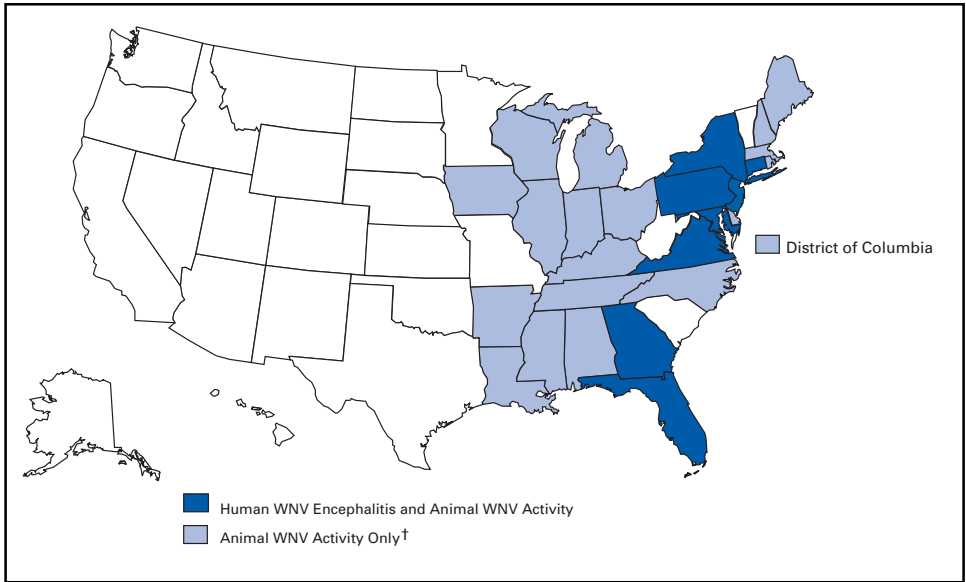 District of Columbia
Human WNV Encephalitis and Animal WNV Activity
Animal WNV Activity Only†